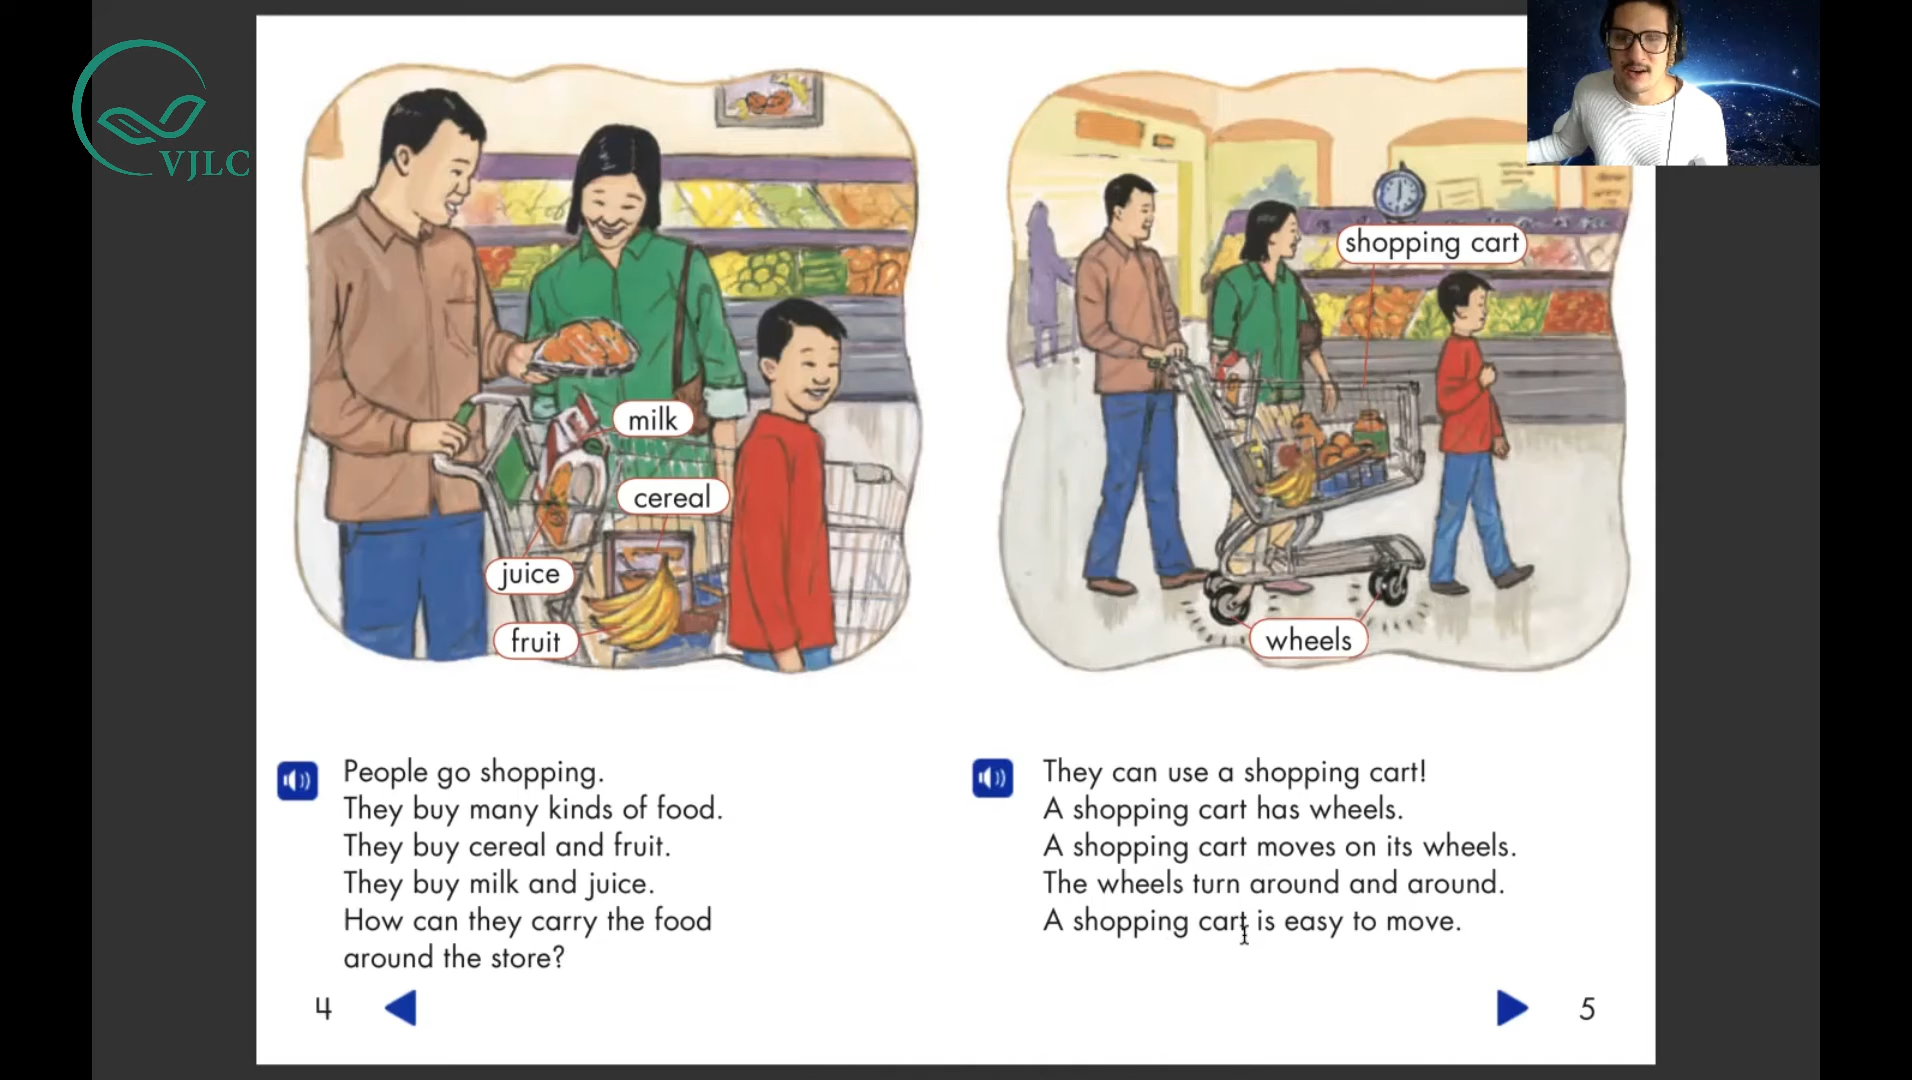 VJLC
milk
cereal
juice
fruit
shopping cart
wheels
People go shopping.
They buy many kinds of food.
They buy cereal and fruit.
They buy milk and juice.
How can they carry the food
around the store?
4
They can use a shopping cart!
A shopping cart has wheels.
A shopping cart moves on its wheels.
The wheels turn around and around.
A shopping cart is easy to move.
5